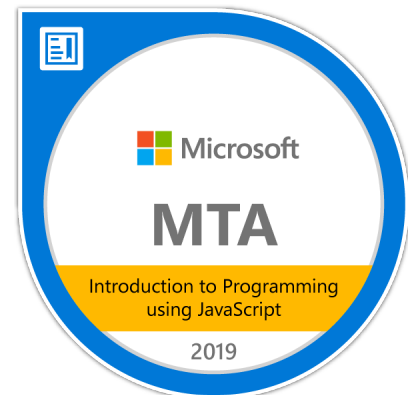 Microsoft
MTA
Introduction to Programming
using JavaScript
2019